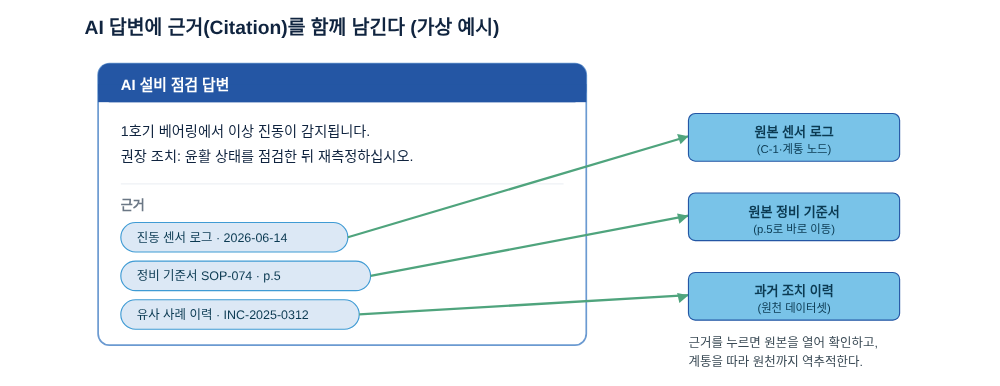 AI 답변에 근거(Citation)를 함께 남긴다 (가상 예시)
AI 설비 점검 답변
1호기 베어링에서 이상 진동이 감지됩니다.
권장 조치: 윤활 상태를 점검한 뒤 재측정하십시오.
근거
진동 센서 로그 · 2026-06-14
정비 기준서 SOP-074 · p.5
유사 사례 이력 · INC-2025-0312
원본 센서 로그
(C-1·계통 노드)
원본 정비 기준서
(p.5로 바로 이동)
과거 조치 이력
(원천 데이터셋)
근거를 누르면 원본을 열어 확인하고,
계통을 따라 원천까지 역추적한다.